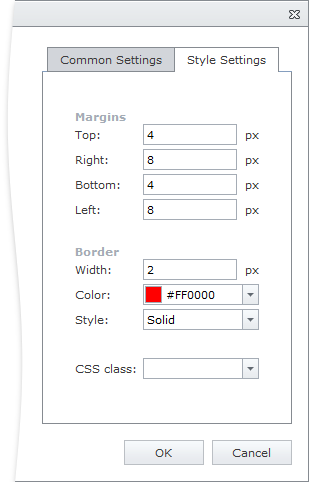 Common Settings Style Settings
Margins
Top: 4 px
Right: 8 px
Bottom: 4 px
Left: 8 px
Border
Width: 2 px
Color: #FF0000
Style: Solid
CSS class:
OK Cancel